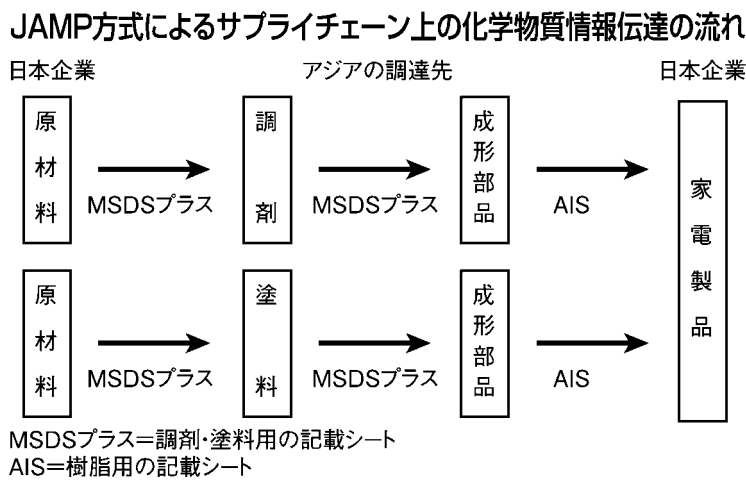 JAMP方式によるサプライチェーン上の化学物質情報伝達の流れ
日本企業
アジアの調達先
日本企業
原材料
MSDSプラス
調剤
MSDSプラス
成形部品
AIS
家電製品
原材料
MSDSプラス
塗料
MSDSプラス
成形部品
AIS
MSDSプラス＝調剤・塗料用の記載シート
AIS＝樹脂用の記載シート